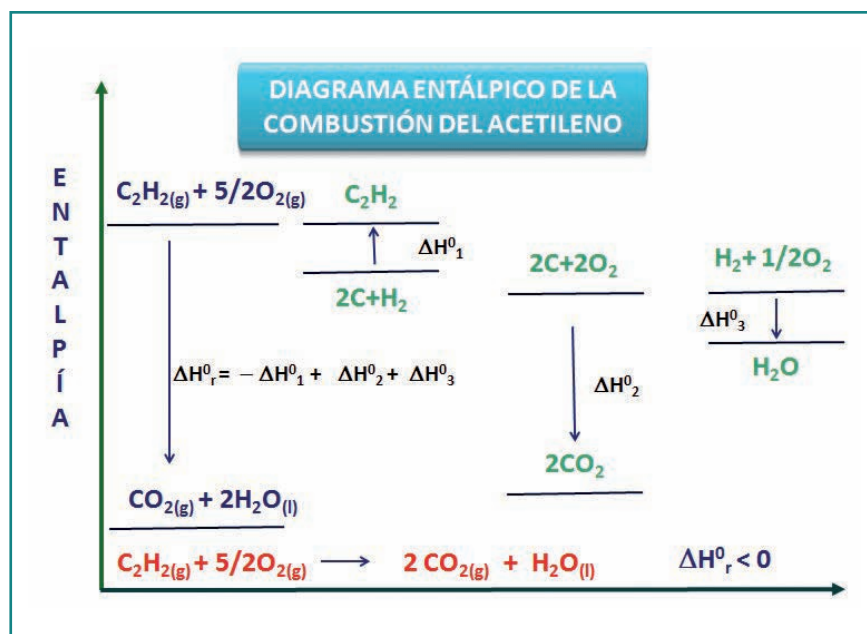 DIAGRAMA ENTÁLPICO DE LA
COMBUSTIÓN DEL ACETILENO
ENTALPÍA
C₂H₂(g) + 5/2O₂(g)
C₂H₂
ΔH⁰₁
2C+H₂
2C+2O₂
H₂+ 1/2O₂
ΔH⁰₃
H₂O
ΔH⁰ᵣ = − ΔH⁰₁ + ΔH⁰₂ + ΔH⁰₃
ΔH⁰₂
2CO₂
CO₂(g) + 2H₂O(l)
C₂H₂(g) + 5/2O₂(g) → 2 CO₂(g) + H₂O(l) ΔH⁰ᵣ < 0